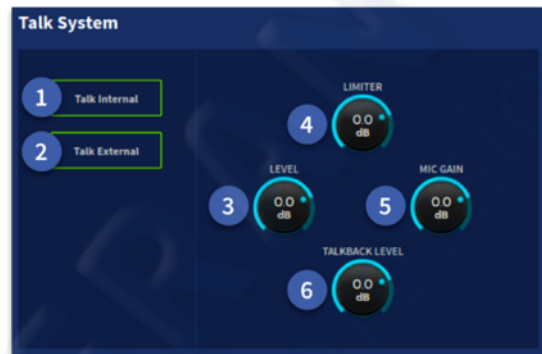 Talk System
1 Talk Internal
2 Talk External
LIMITER
4 0.0
dB
LEVEL
3 0.0
dB
MIC GAIN
5 0.0
dB
TALKBACK LEVEL
6 0.0
dB